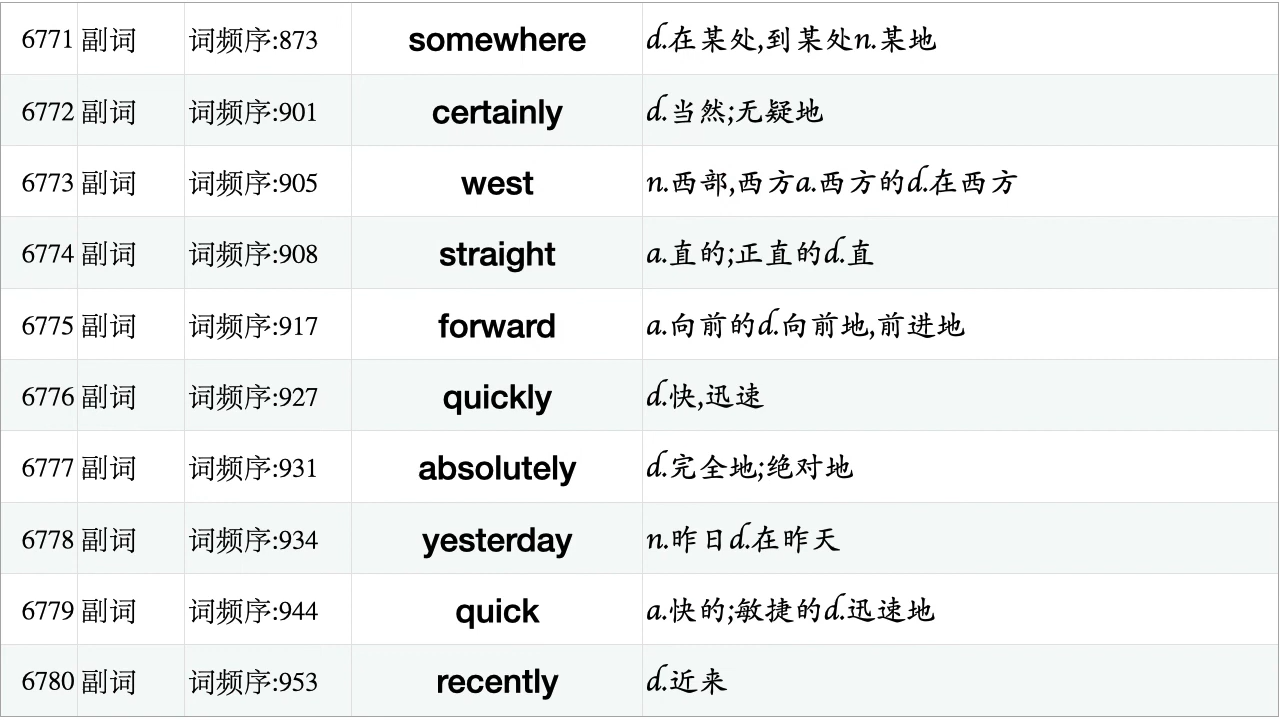 6771 副词 词频序:873 somewhere d.在某处,到某处n.某地
6772 副词 词频序:901 certainly d.当然;无疑地
6773 副词 词频序:905 west n.西部,西方a.西方的d.在西方
6774 副词 词频序:908 straight a.直的;正直的d.直
6775 副词 词频序:917 forward a.向前的d.向前地,前进地
6776 副词 词频序:927 quickly d.快,迅速
6777 副词 词频序:931 absolutely d.完全地;绝对地
6778 副词 词频序:934 yesterday n.昨日d.在昨天
6779 副词 词频序:944 quick a.快的;敏捷的d.迅速地
6780 副词 词频序:953 recently d.近来